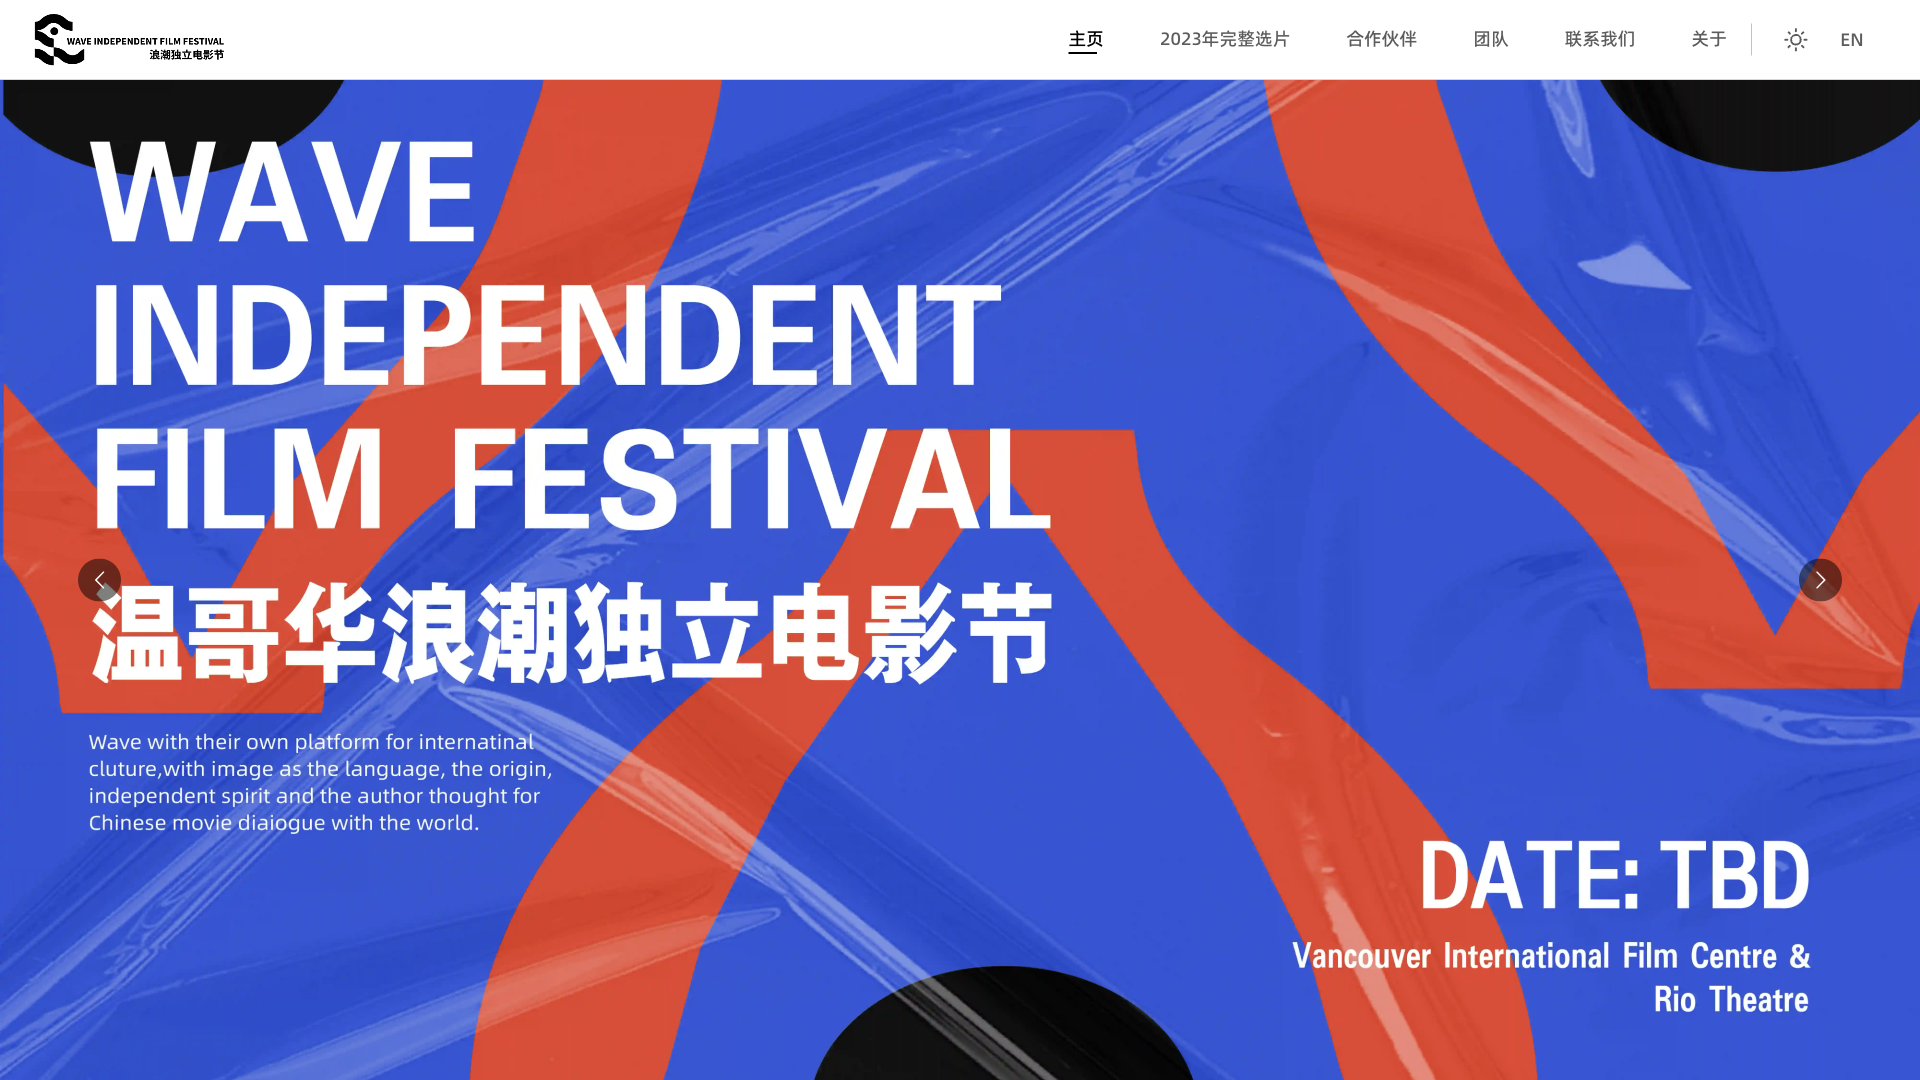 WAVE INDEPENDENT FILM FESTIVAL
浪潮独立电影节
主页
2023年完整选片
合作伙伴
团队
联系我们
关于
EN
WAVE
INDEPENDENT
FILM FESTIVAL
温哥华浪潮独立电影节
Wave with their own platform for internatinal
cluture,with image as the language, the origin,
independent spirit and the author thought for
Chinese movie diaiogue with the world.
DATE: TBD
Vancouver International Film Centre &
Rio Theatre